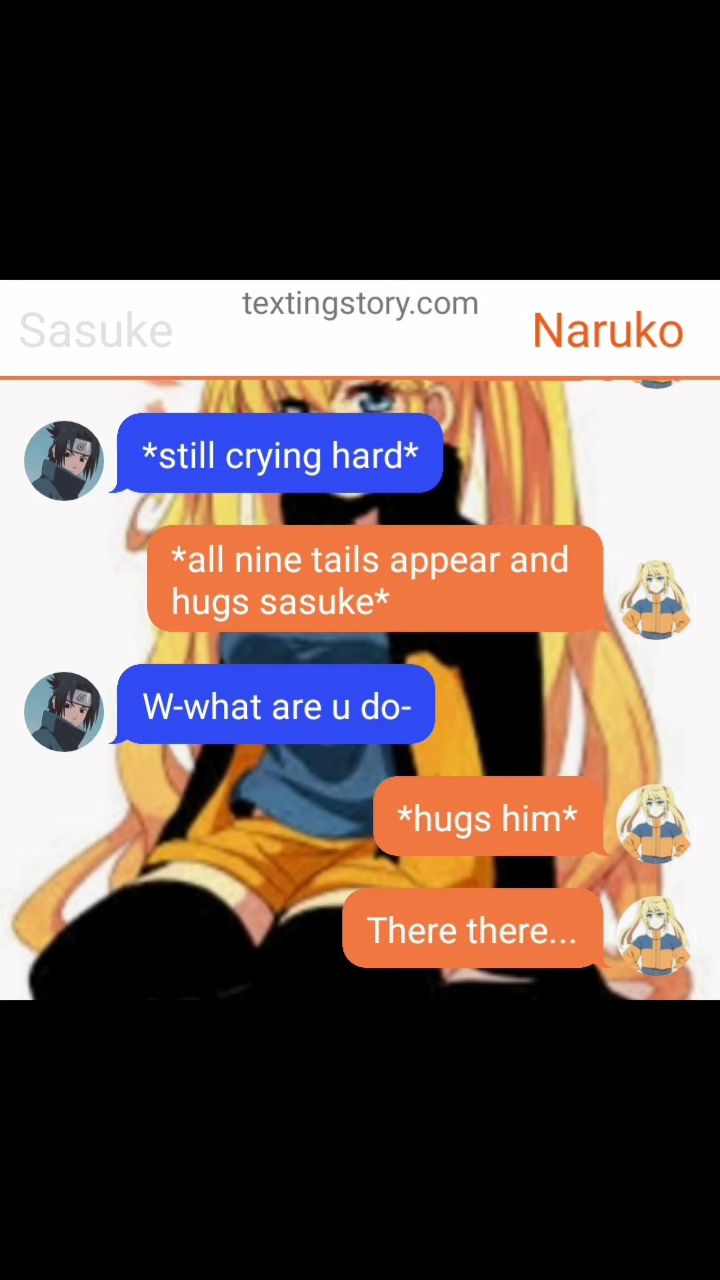 textingstory.com
Sasuke
Naruko
*still crying hard*
*all nine tails appear and
hugs sasuke*
W-what are u do-
*hugs him*
There there...